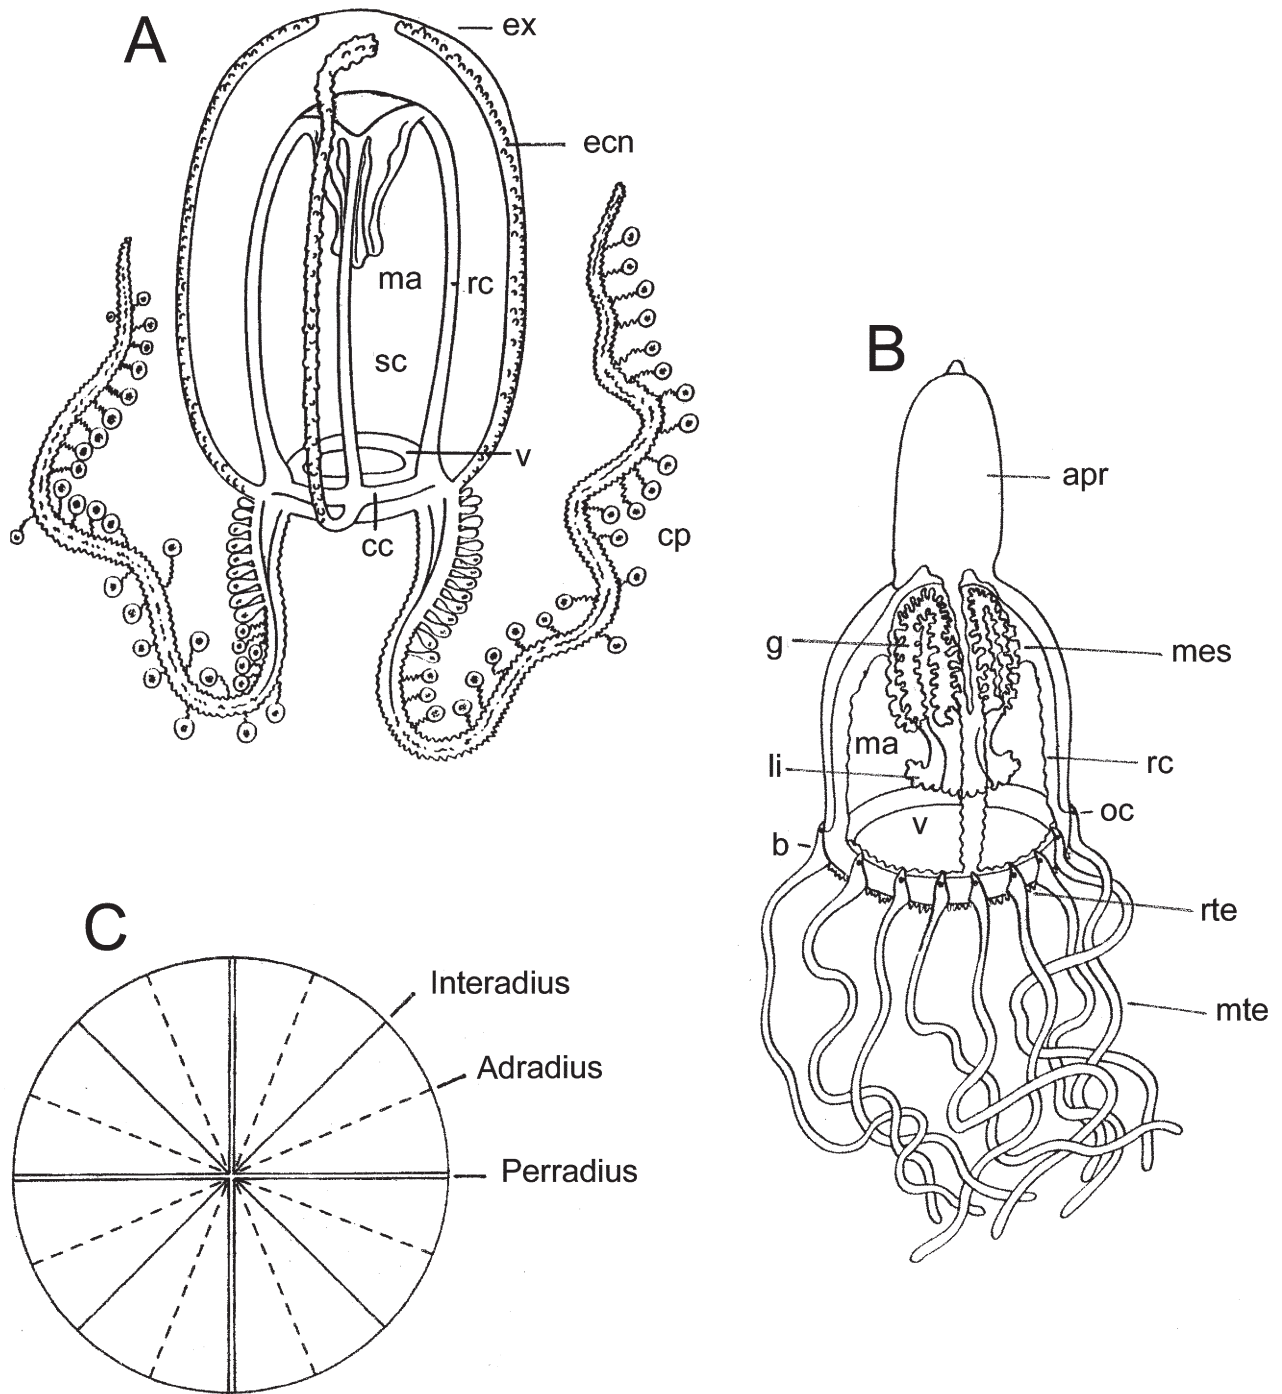 A
ex
ecn
ma
rc
sc
v
cc
cp
B
apr
g
mes
ma
li
rc
v
oc
b
rte
mte
C
Interadius
Adradius
Perradius